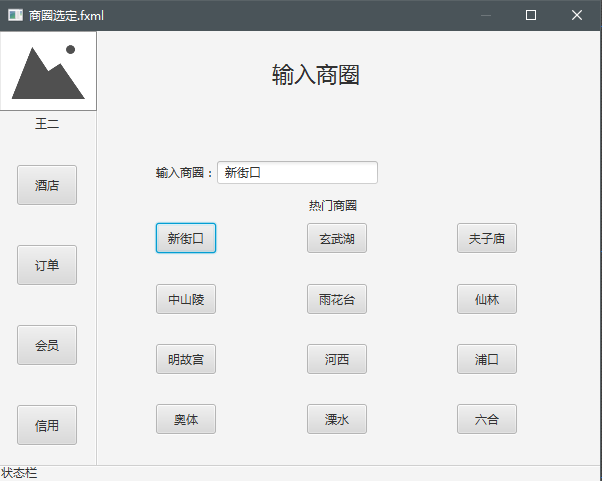 商圈选定.fxml
王二
酒店
订单
会员
信用
输入商圈
输入商圈： 新街口
热门商圈
新街口 玄武湖 夫子庙
中山陵 雨花台 仙林
明故宫 河西 浦口
奥体 溧水 六合
状态栏